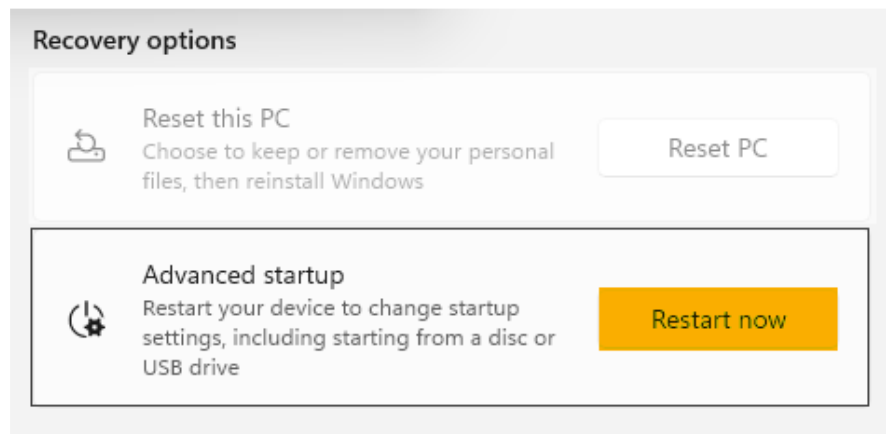 Recovery options
Reset this PC
Choose to keep or remove your personal
files, then reinstall Windows
Reset PC
Advanced startup
Restart your device to change startup
settings, including starting from a disc or
USB drive
Restart now